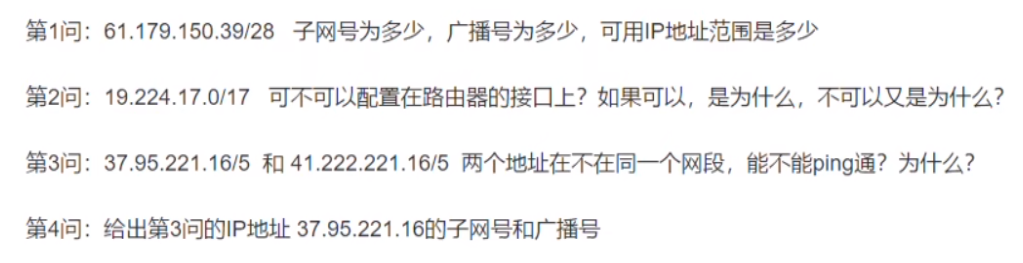 第1问：61.179.150.39/28 子网号为多少，广播号为多少，可用IP地址范围是多少
第2问：19.224.17.0/17 可不可以配置在路由器的接口上？如果可以，是为什么，不可以又是为什么？
第3问：37.95.221.16/5 和 41.222.221.16/5 两个地址在不在同一个网段，能不能ping通？为什么？
第4问：给出第3问的IP地址 37.95.221.16的子网号和广播号